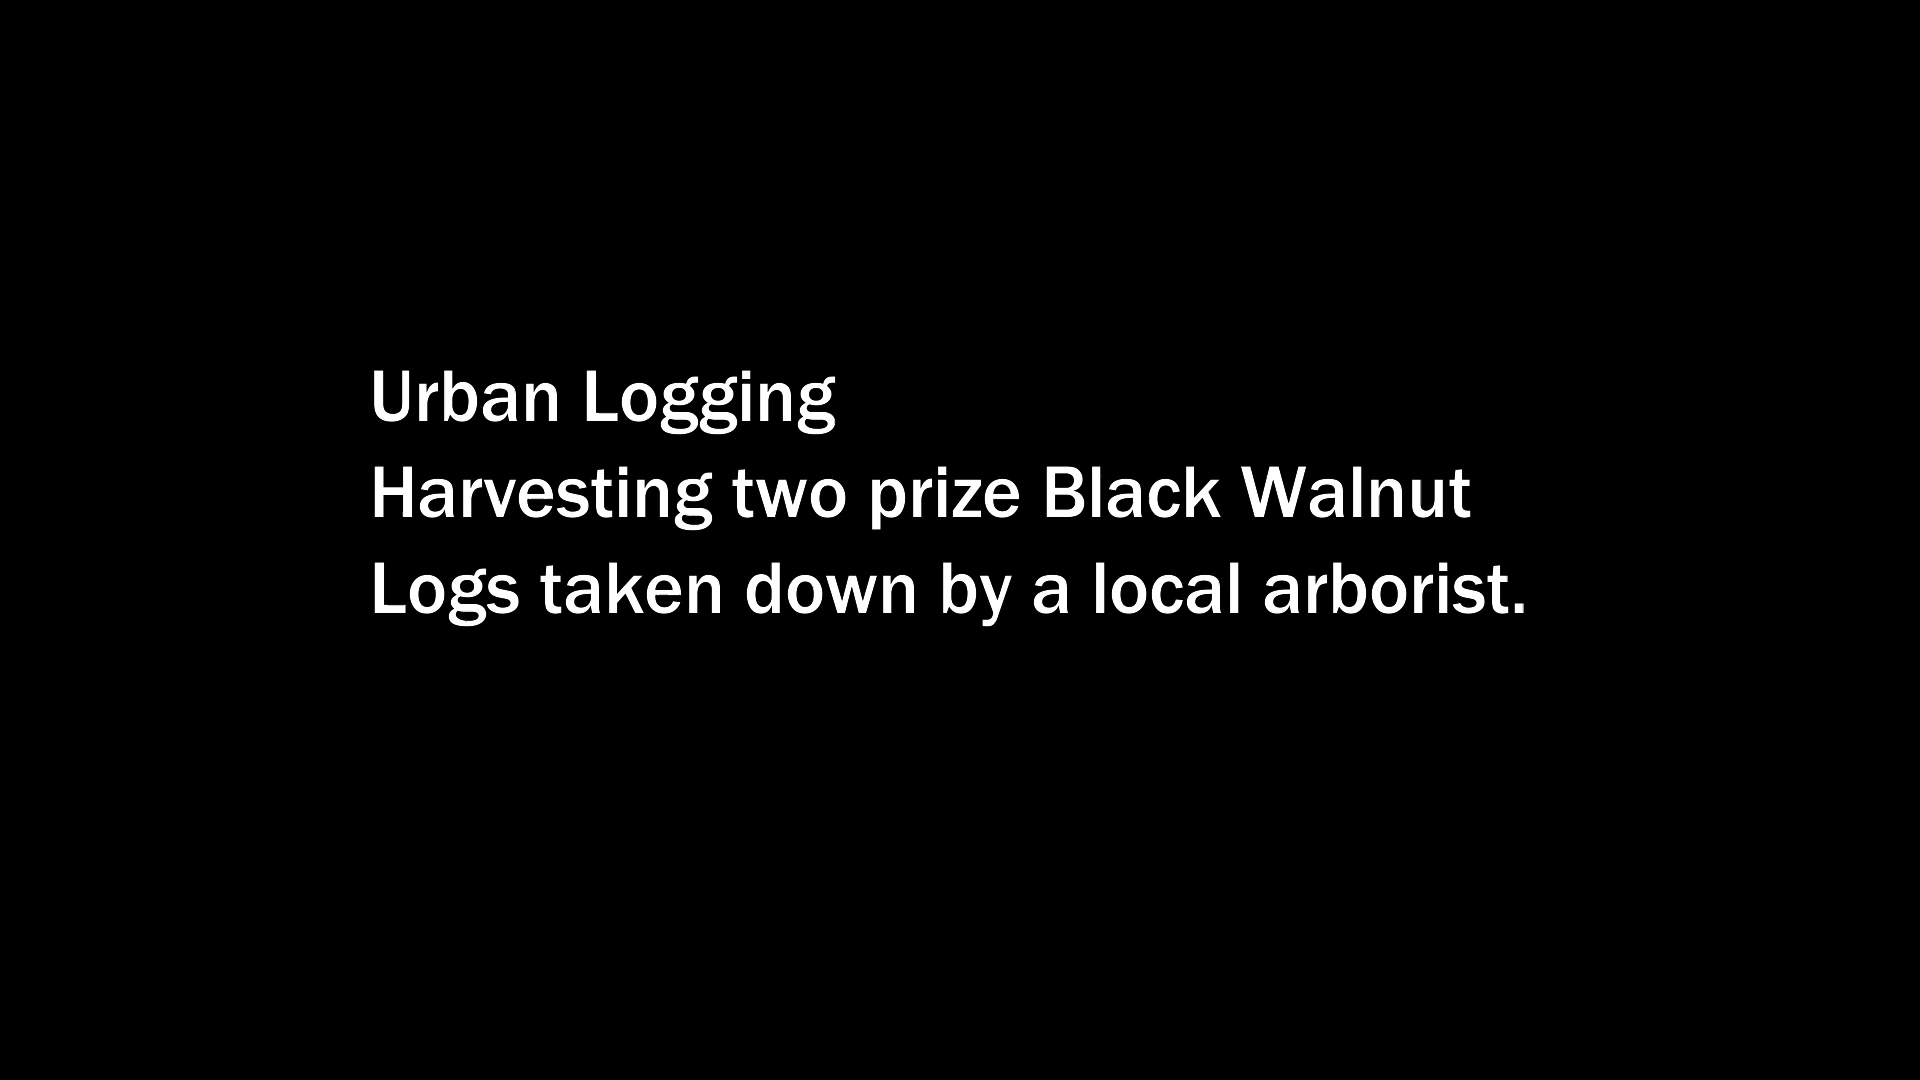 Urban Logging
Harvesting two prize Black Walnut
Logs taken down by a local arborist.